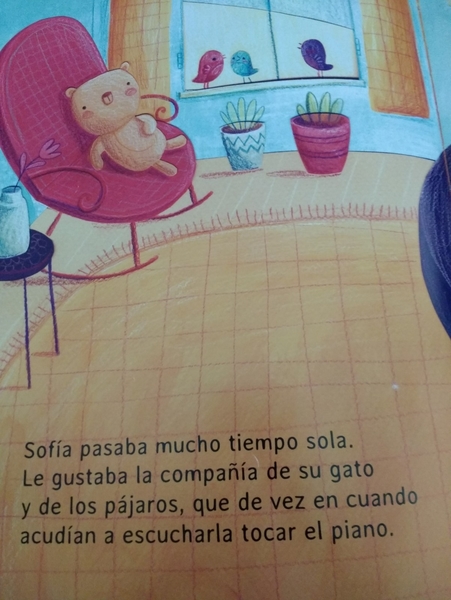 Sofía pasaba mucho tiempo sola.
Le gustaba la compañía de su gato
y de los pájaros, que de vez en cuando
acudían a escucharla tocar el piano.